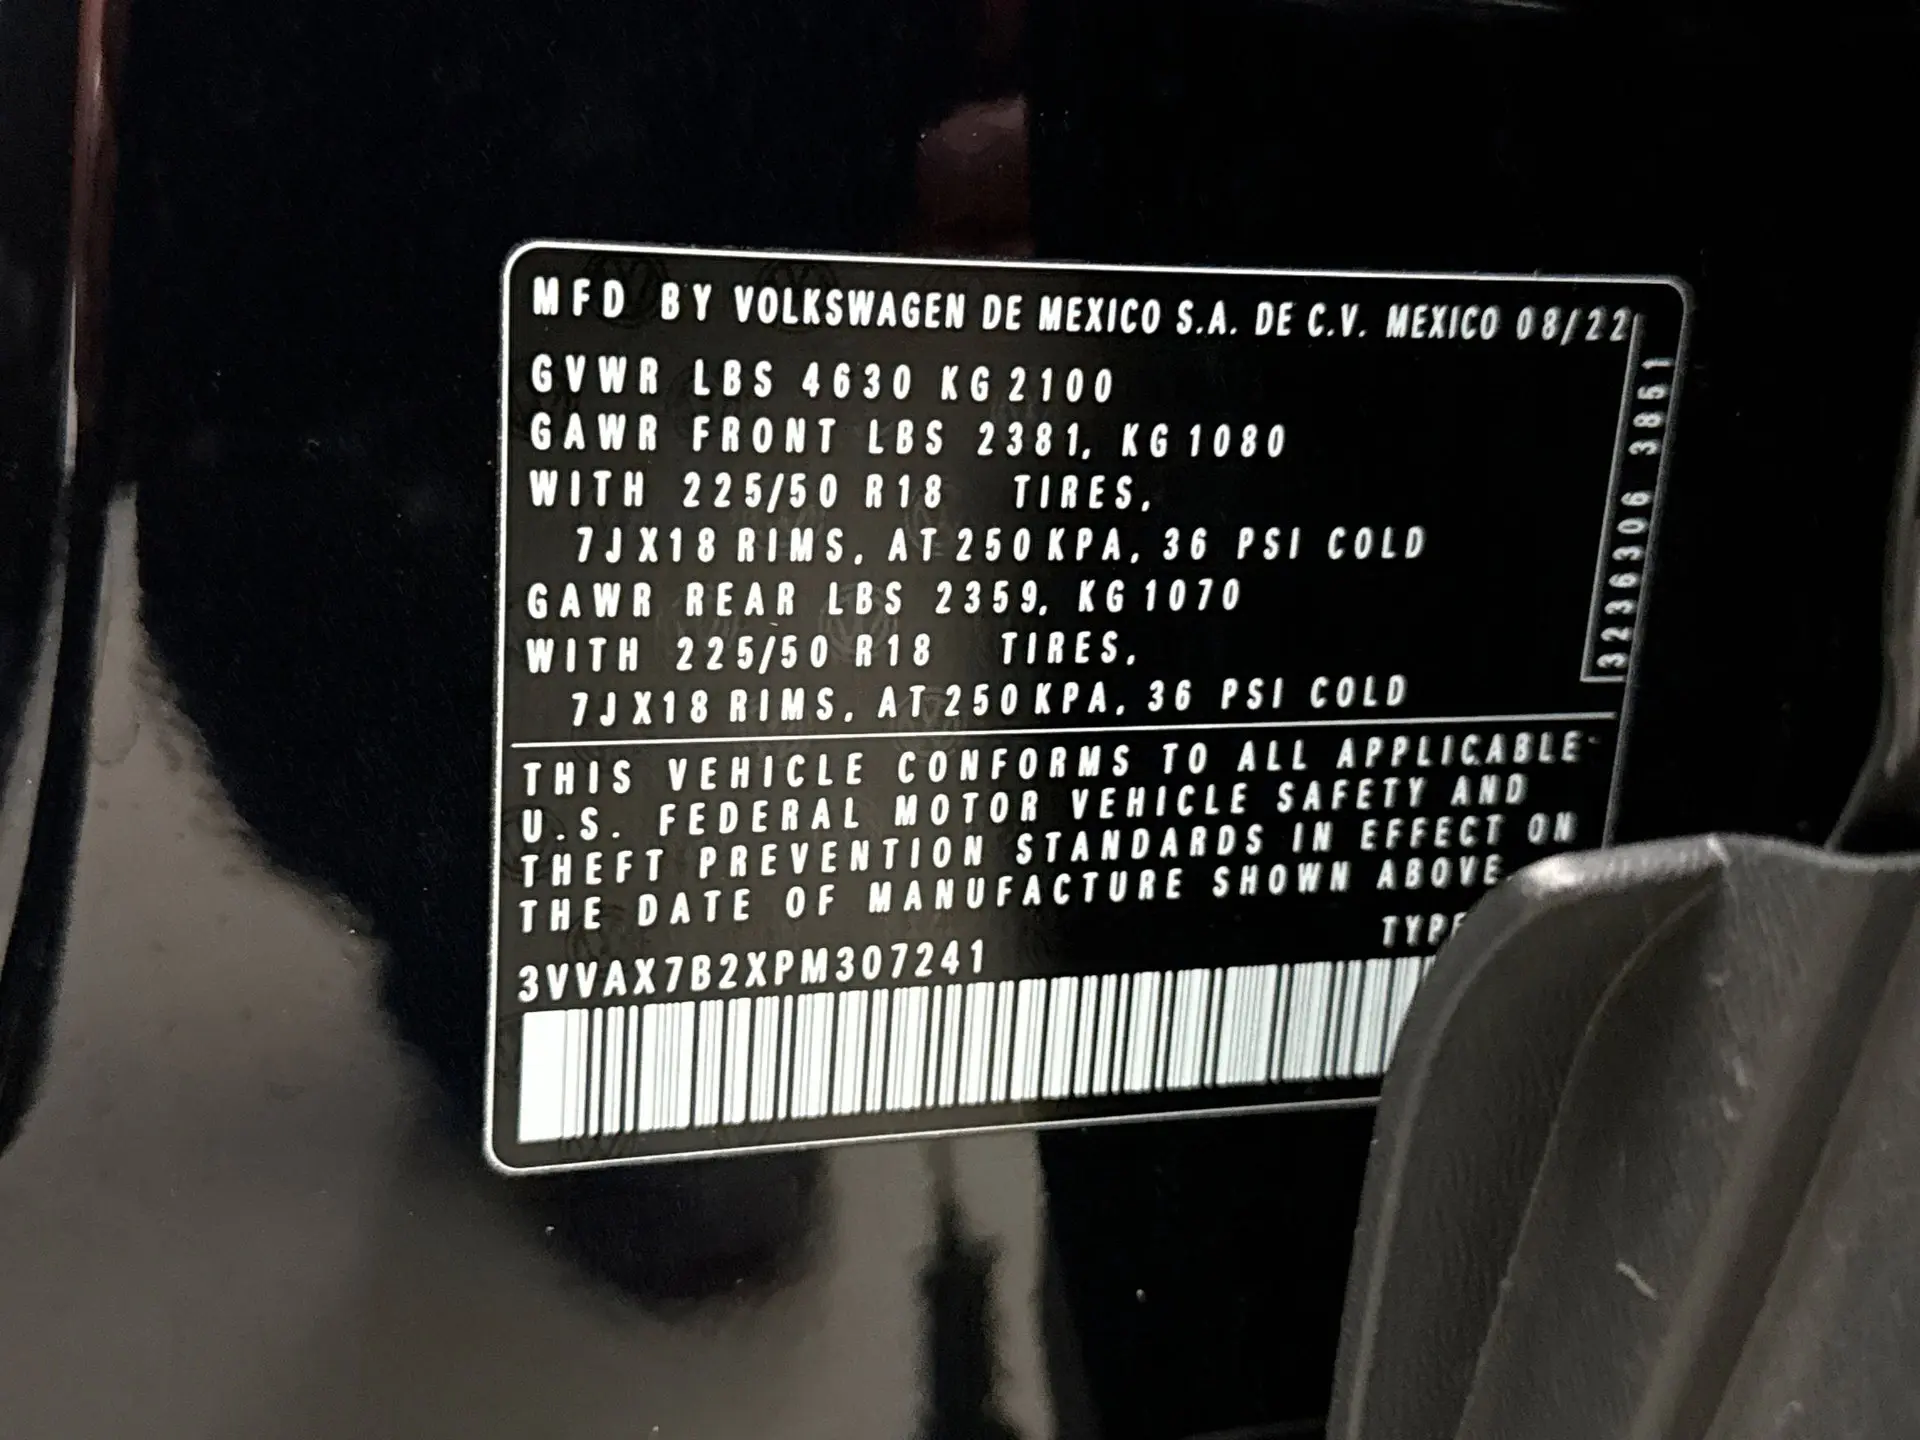 MFD BY VOLKSWAGEN DE MEXICO S.A. DE C.V. MEXICO 08/22
GVWR LBS 4630 KG 2100
GAWR FRONT LBS 2381, KG 1080
WITH 225/50 R18 TIRES,
7JX18 RIMS, AT 250 KPA, 36 PSI COLD
GAWR REAR LBS 2359, KG 1070
WITH 225/50 R18 TIRES,
7JX18 RIMS, AT 250 KPA, 36 PSI COLD
3236306 3851
THIS VEHICLE CONFORMS TO ALL APPLICABLE
U.S. FEDERAL MOTOR VEHICLE SAFETY AND
THEFT PREVENTION STANDARDS IN EFFECT ON
THE DATE OF MANUFACTURE SHOWN ABOVE
TYPE
3VVAX7B2XPM307241